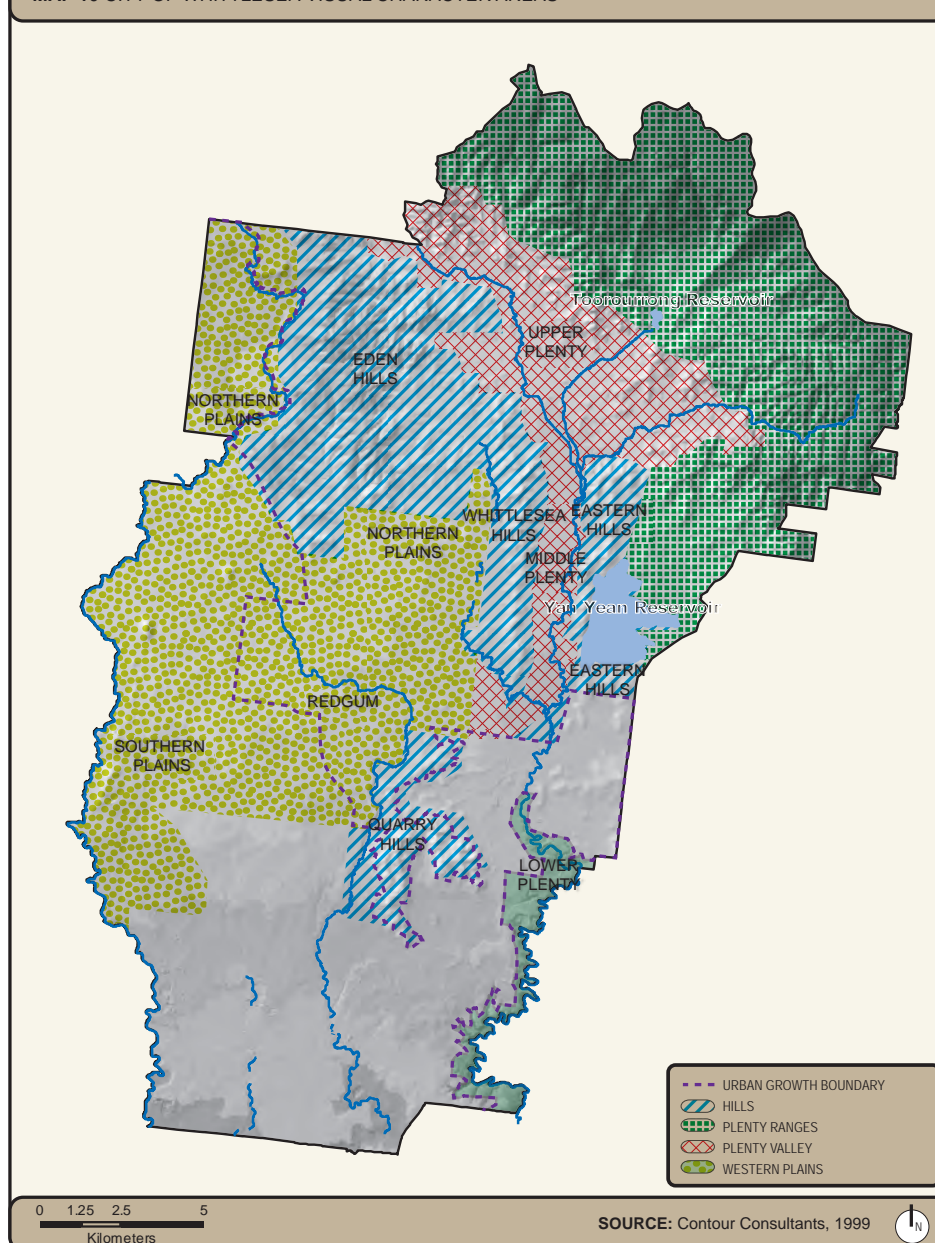 Toorourrong Reservoir
UPPER
PLENTY
EDEN
HILLS
NORTHERN
PLAINS
WHITTLESEA
HILLS
EASTERN
HILLS
NORTHERN
PLAINS
MIDDLE
PLENTY
Yan Yean Reservoir
EASTERN
HILLS
REDGUM
SOUTHERN
PLAINS
QUARRY
HILLS
LOWER
PLENTY
URBAN GROWTH BOUNDARY
HILLS
PLENTY RANGES
PLENTY VALLEY
WESTERN PLAINS
0 1.25 2.5 5
Kilometers
SOURCE: Contour Consultants, 1999
N